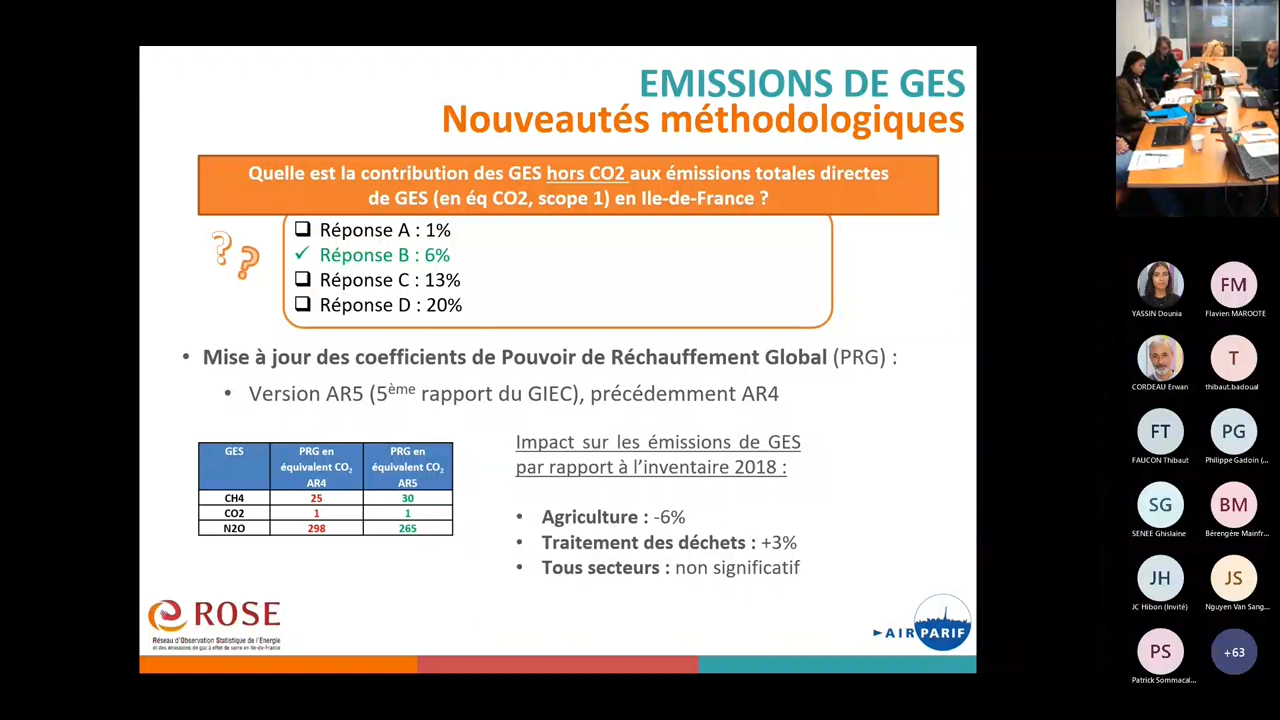 EMISSIONS DE GES
Nouveautés méthodologiques
Quelle est la contribution des GES hors CO2 aux émissions totales directes
de GES (en éq CO2, scope 1) en Ile-de-France ?
Réponse A : 1%
Réponse B : 6%
Réponse C : 13%
Réponse D : 20%
• Mise à jour des coefficients de Pouvoir de Réchauffement Global (PRG) :
• Version AR5 (5ème rapport du GIEC), précédemment AR4
GES
PRG en
équivalent CO2
AR4
PRG en
équivalent CO2
AR5
CH4 25 30
CO2 1 1
N2O 298 265
Impact sur les émissions de GES
par rapport à l'inventaire 2018 :
• Agriculture : -6%
• Traitement des déchets : +3%
• Tous secteurs : non significatif
ROSE
Réseau d'Observation Statistique de l'Energie
et des émissions de gaz à effet de serre en Ile-de-France
AIRPARIF
YASSIN Dounia
FM
Flavien MAROOTE
CORDEAU Erwan
T
thibaut.badoual
FT
FAUCON Thibaut
PG
Philippe Gadoin (...
SG
SENEE Ghislaine
BM
Bérengère Mainfr...
JH
JC Hibon (Invité)
JS
Nguyen Van Sang...
PS
Patrick Sommacal...
+63